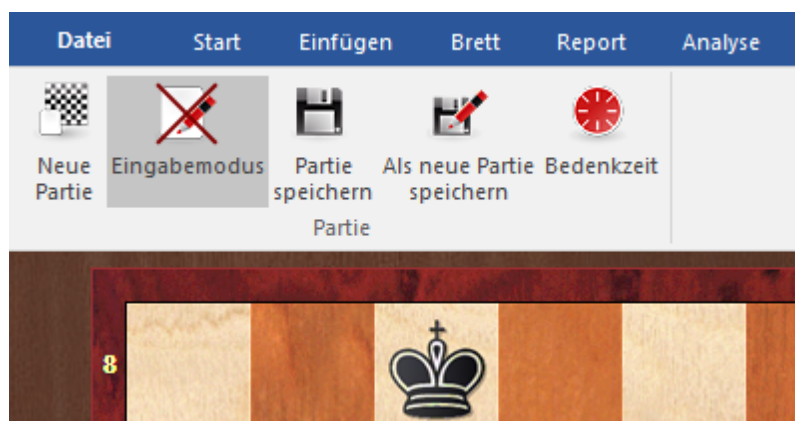 Datei Start Einfügen Brett Report Analyse
Neue Partie
Eingabemodus
Partie speichern
Als neue Partie speichern
Bedenkzeit
Partie
8